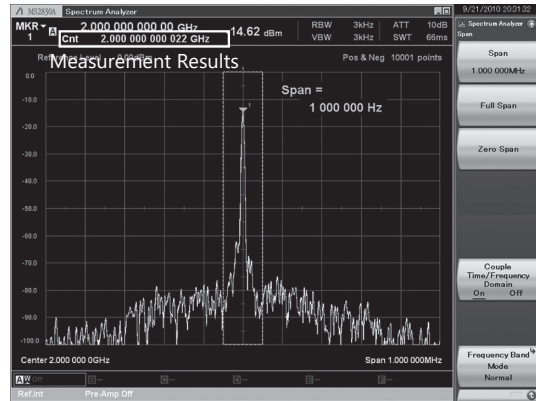 MS2830A Spectrum Analyzer
9/21/2010 20:31:32
MKR 1 A 2.000 000 000 00 GHz -14.62 dBm RBW 3kHz ATT 10dB
Cnt 2.000 000 000 022 GHz VBW 3kHz SWT 66ms
Measurement Results
Pos & Neg 10001 points
Span =
1 000 000 Hz
0.0
-10.0
-20.0
-30.0
-40.0
-50.0
-60.0
-70.0
-80.0
-90.0
-100.0
1
Center 2.000 000 0GHz Span 1.000 000MHz
Ref.Int Pre-Amp Off
Spectrum Analyzer
Span
Span
1.000 000MHz
Full Span
Zero Span
Couple
Time/Frequency
Domain
On Off
Frequency Band
Mode
Normal